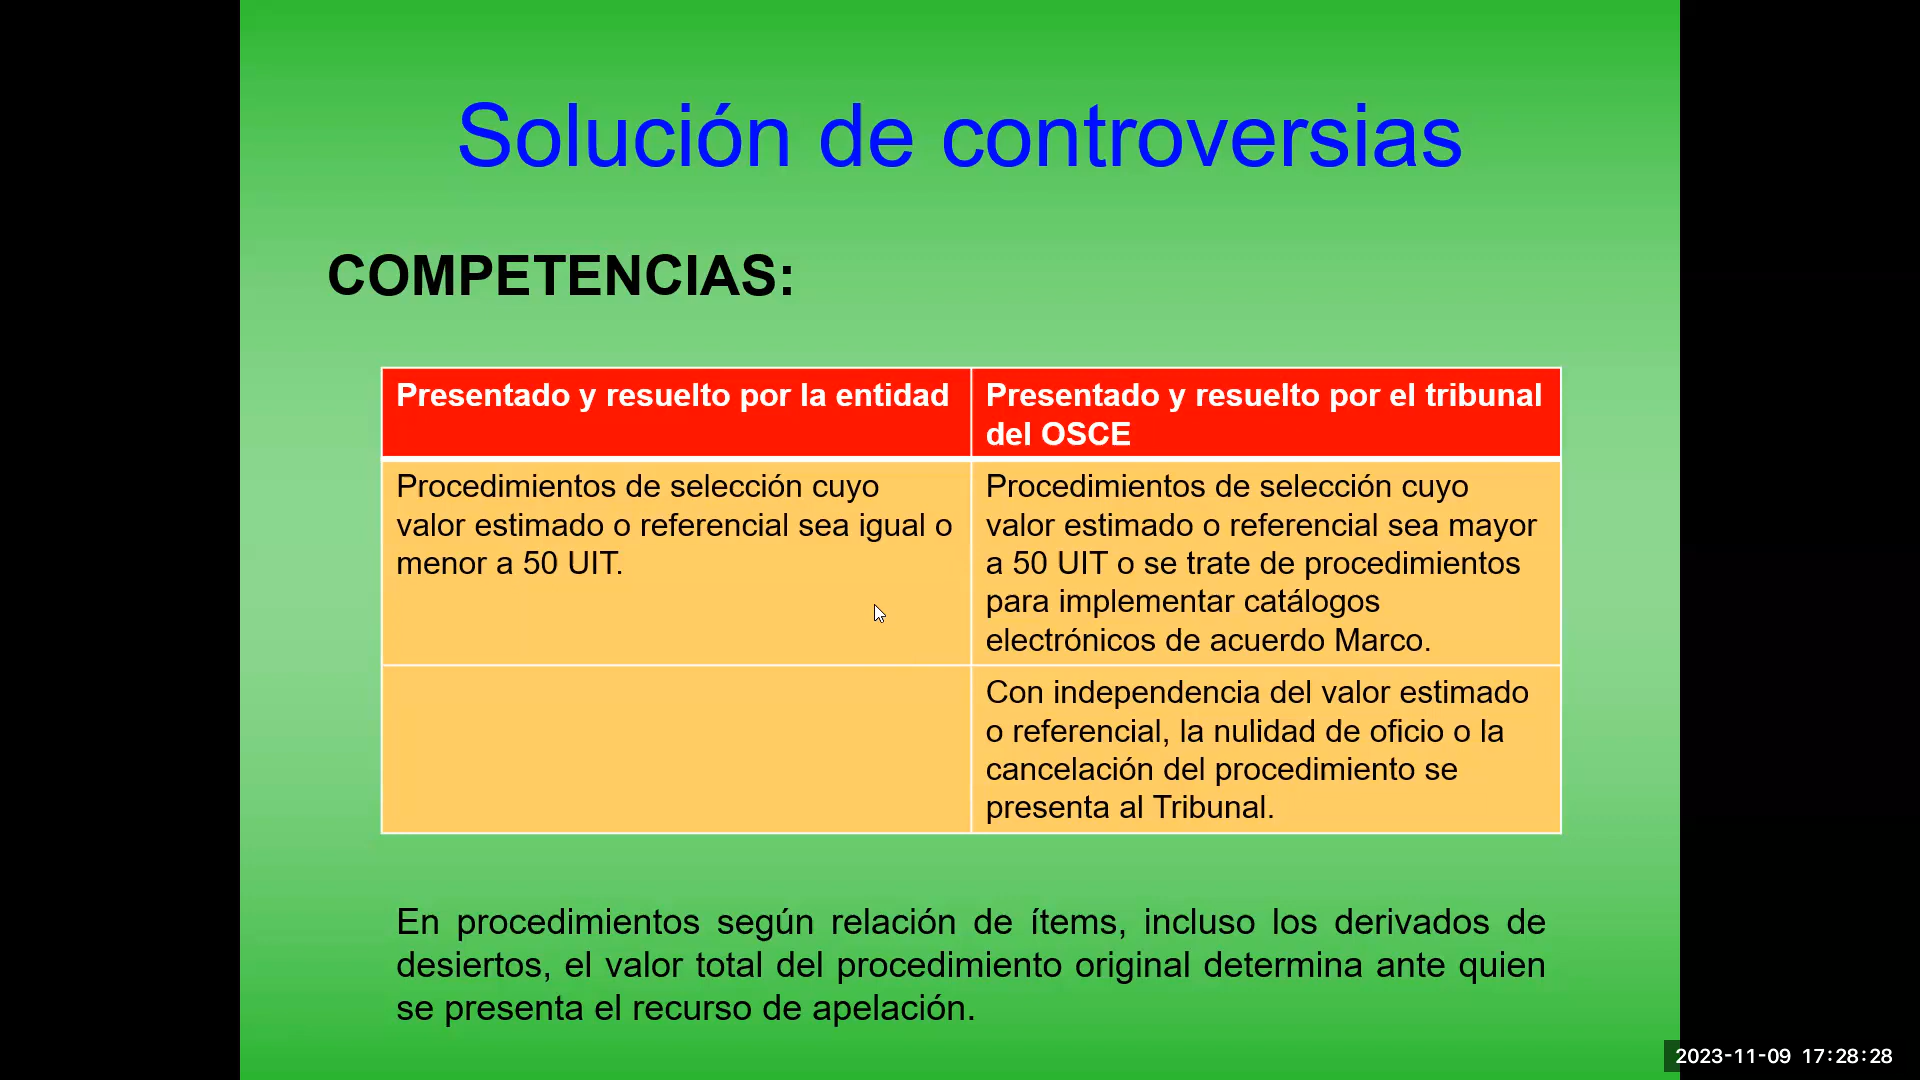 Solución de controversias
COMPETENCIAS:
Presentado y resuelto por la entidad
Presentado y resuelto por el tribunal
del OSCE
Procedimientos de selección cuyo
valor estimado o referencial sea igual o
menor a 50 UIT.
Procedimientos de selección cuyo
valor estimado o referencial sea mayor
a 50 UIT o se trate de procedimientos
para implementar catálogos
electrónicos de acuerdo Marco.
Con independencia del valor estimado
o referencial, la nulidad de oficio o la
cancelación del procedimiento se
presenta al Tribunal.
En procedimientos según relación de ítems, incluso los derivados de
desiertos, el valor total del procedimiento original determina ante quien
se presenta el recurso de apelación.
2023-11-09 17:28:28